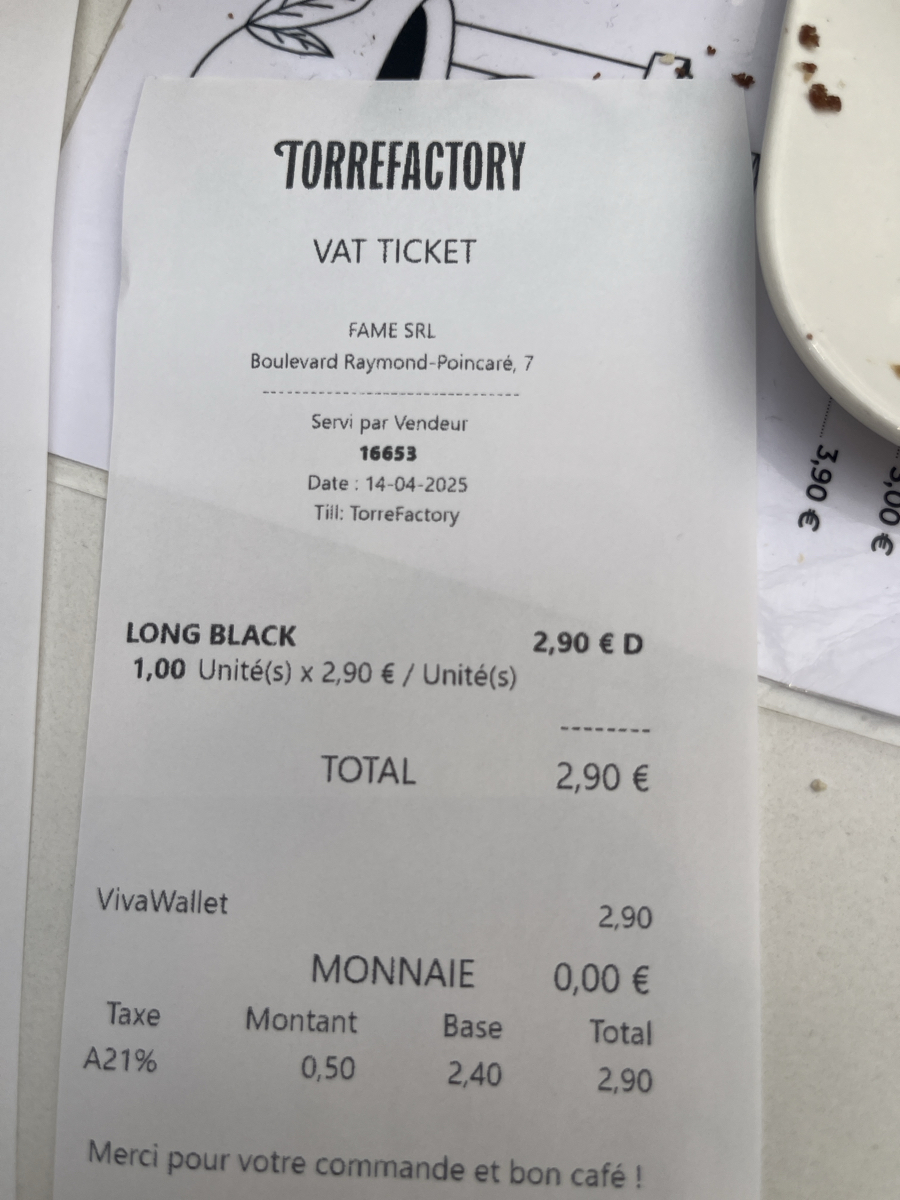 TORREFACTORY
VAT TICKET
FAME SRL
Boulevard Raymond-Poincaré, 7
Servi par Vendeur
16653
Date : 14-04-2025
Till: TorreFactory
LONG BLACK 2,90 € D
1,00 Unité(s) x 2,90 € / Unité(s)
--------
TOTAL 2,90 €
VivaWallet 2,90
MONNAIE 0,00 €
Taxe Montant Base Total
A21% 0,50 2,40 2,90
Merci pour votre commande et bon café !
3,90 €
3,00 €